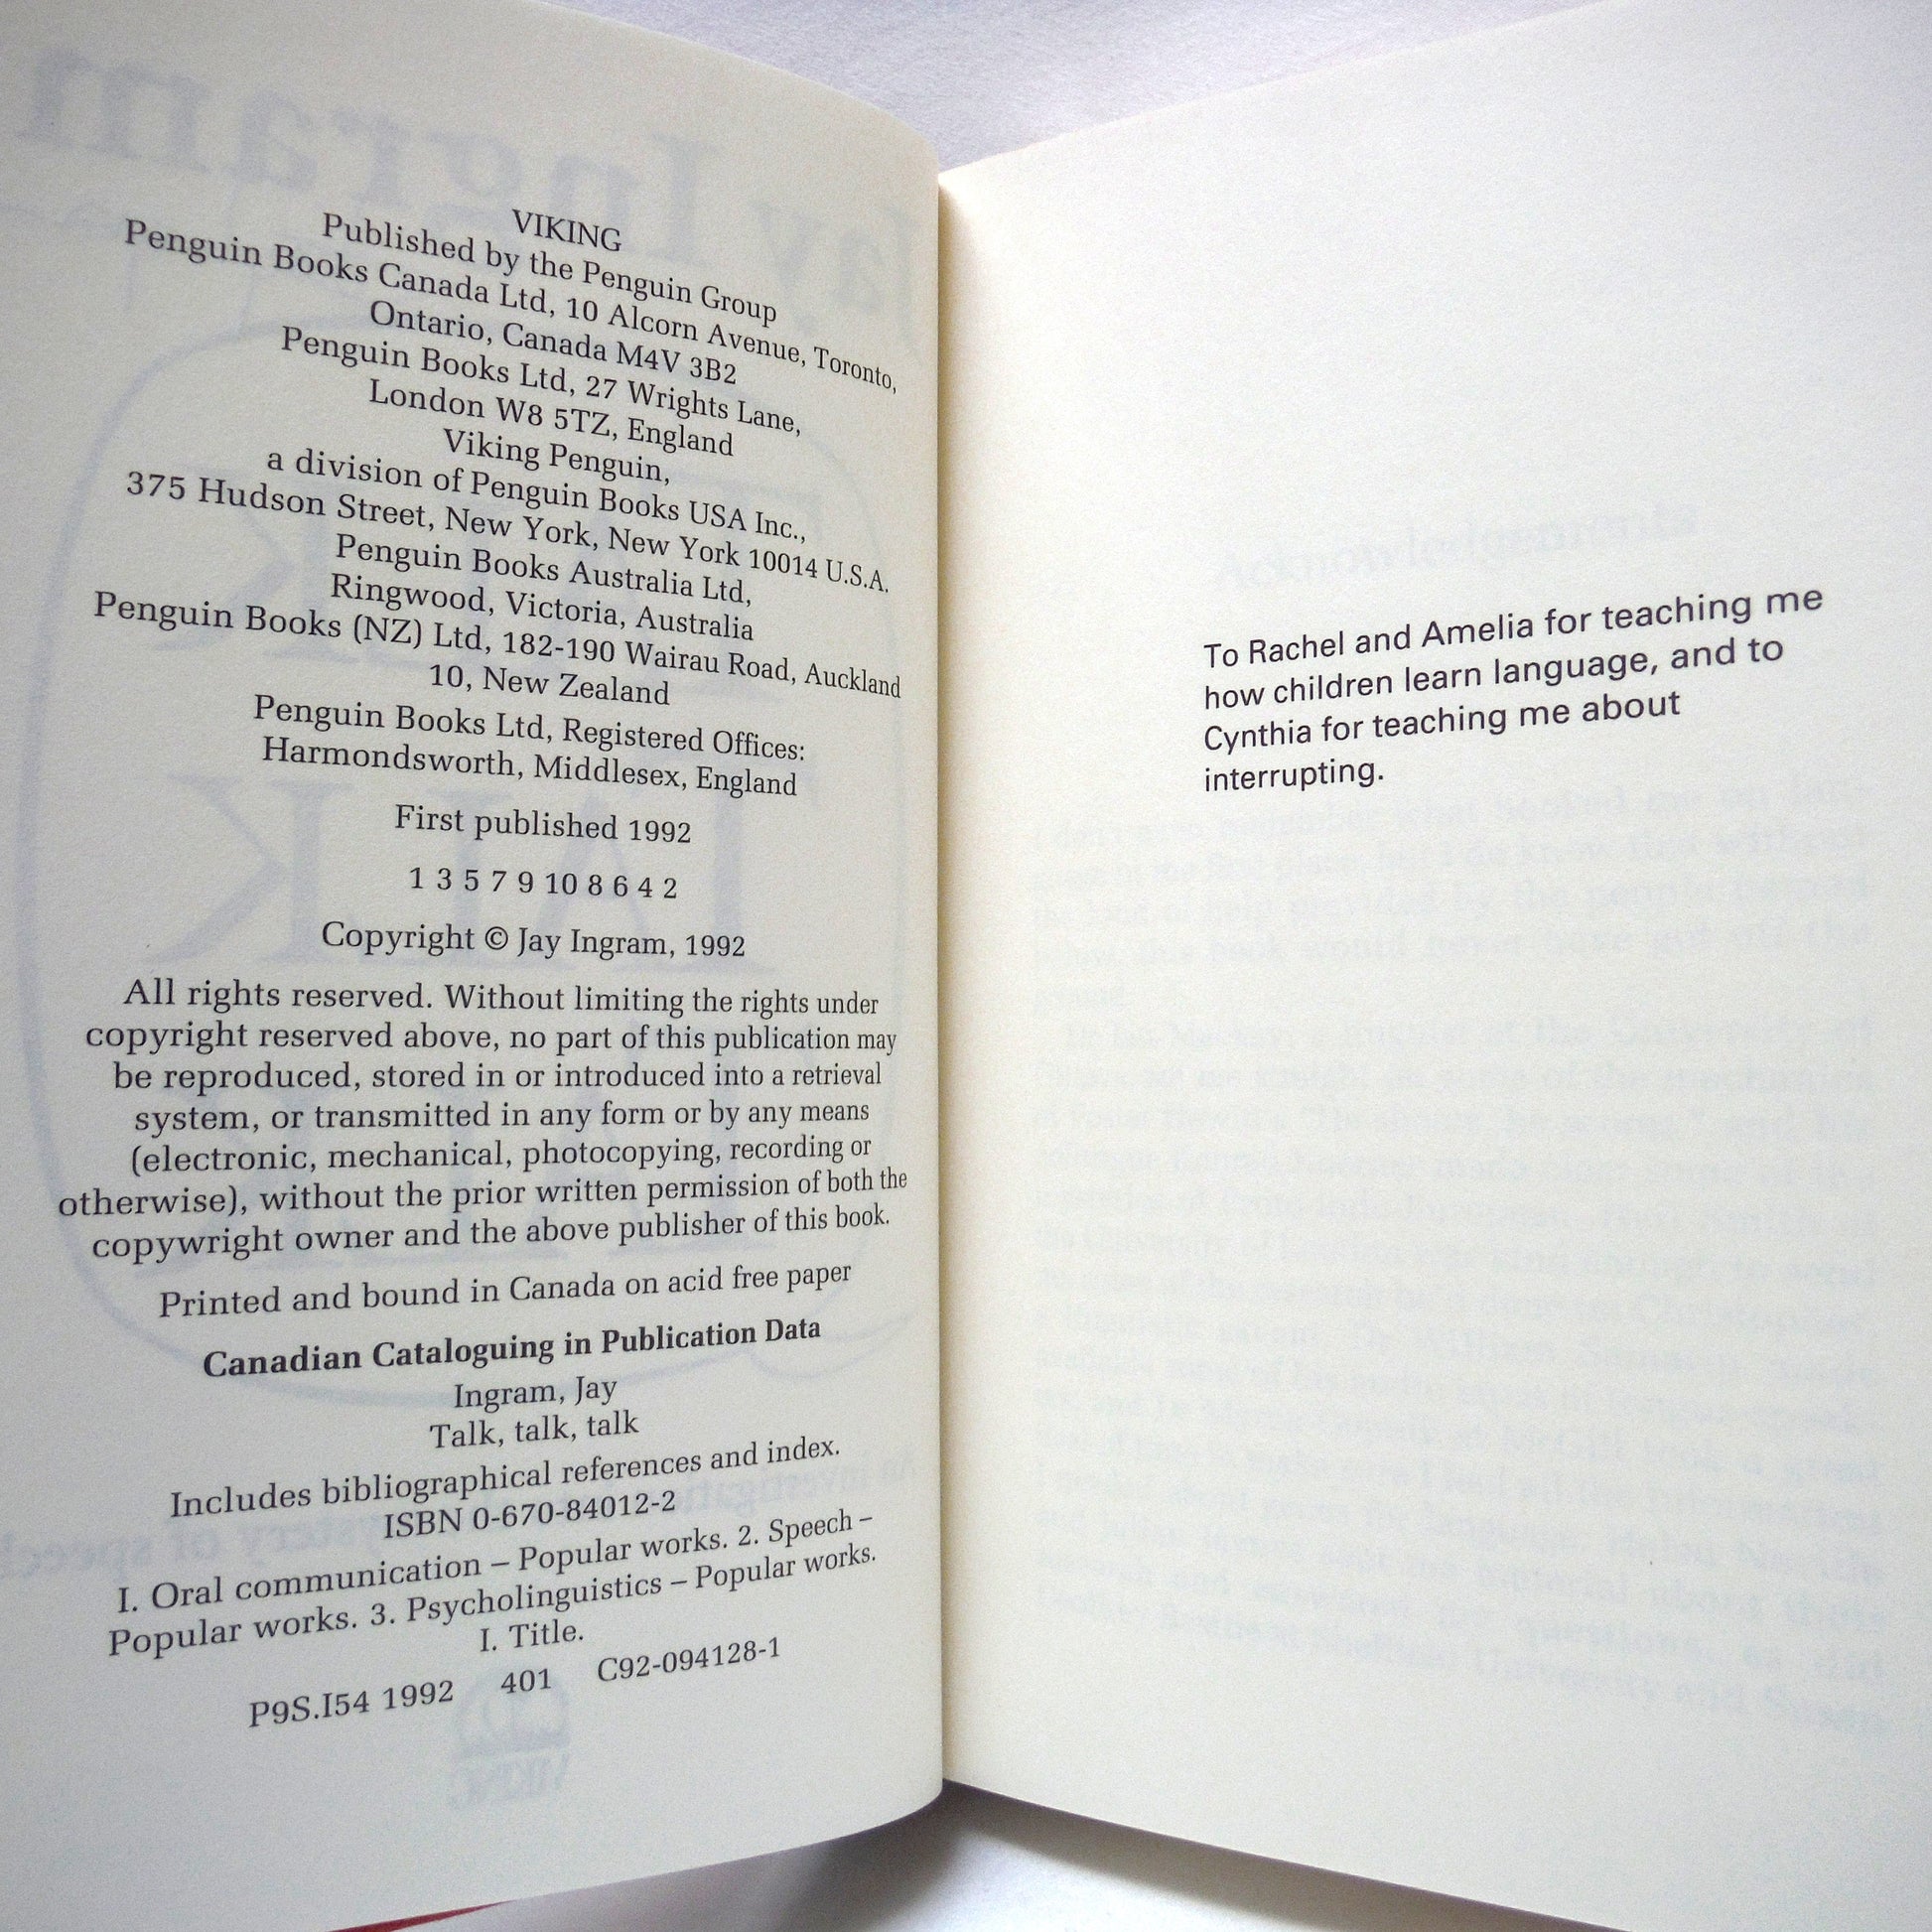 VIKING
Published by the Penguin Group
Penguin Books Canada Ltd, 10 Alcorn Avenue, Toronto,
Ontario, Canada M4V 3B2
Penguin Books Ltd, 27 Wrights Lane,
London W8 5TZ, England
Viking Penguin,
a division of Penguin Books USA Inc.,
375 Hudson Street, New York, New York 10014 U.S.A.
Penguin Books Australia Ltd,
Ringwood, Victoria, Australia
Penguin Books (NZ) Ltd, 182-190 Wairau Road, Auckland
10, New Zealand
Penguin Books Ltd, Registered Offices:
Harmondsworth, Middlesex, England
First published 1992
1 3 5 7 9 10 8 6 4 2
Copyright © Jay Ingram, 1992
All rights reserved. Without limiting the rights under
copyright reserved above, no part of this publication may
be reproduced, stored in or introduced into a retrieval
system, or transmitted in any form or by any means
(electronic, mechanical, photocopying, recording or
otherwise), without the prior written permission of both the
copywright owner and the above publisher of this book.
Printed and bound in Canada on acid free paper
Canadian Cataloguing in Publication Data
Ingram, Jay
Talk, talk, talk
Includes bibliographical references and index.
ISBN 0-670-84012-2
I. Oral communication – Popular works. 2. Speech –
Popular works. 3. Psycholinguistics – Popular works.
I. Title.
P9S.I54 1992 401 C92-094128-1
To Rachel and Amelia for teaching me
how children learn language, and to
Cynthia for teaching me about
interrupting.